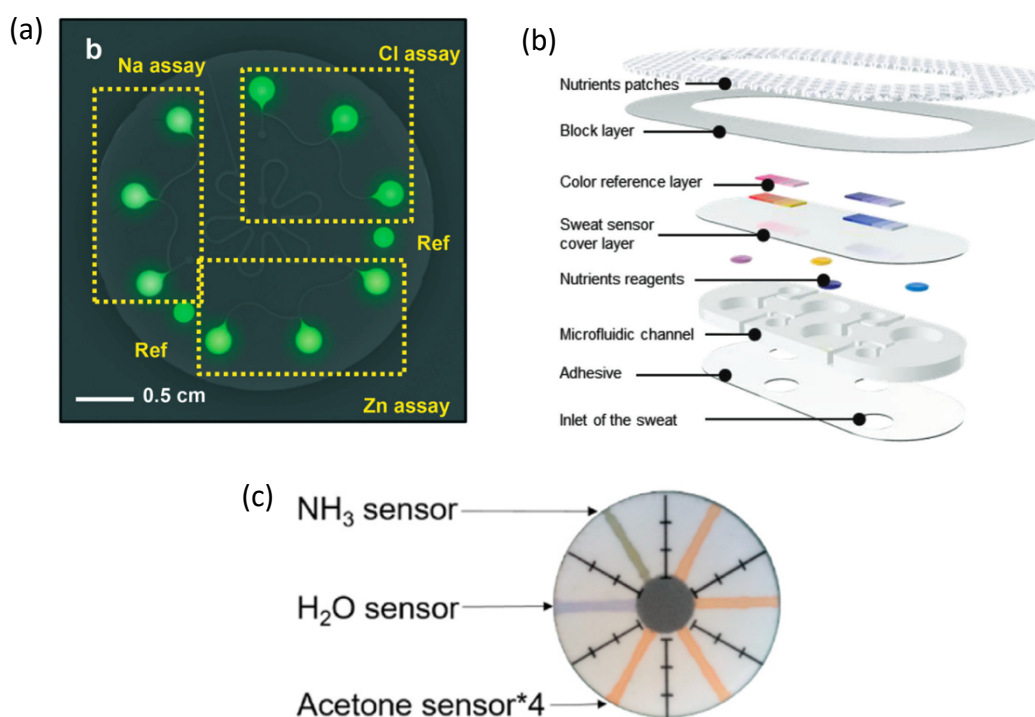 (a)
b
Na assay
Cl assay
Ref
Ref
0.5 cm
Zn assay
(b)
Nutrients patches
Block layer
Color reference layer
Sweat sensor
cover layer
Nutrients reagents
Microfluidic channel
Adhesive
Inlet of the sweat
(c)
NH₃ sensor
H₂O sensor
Acetone sensor*4